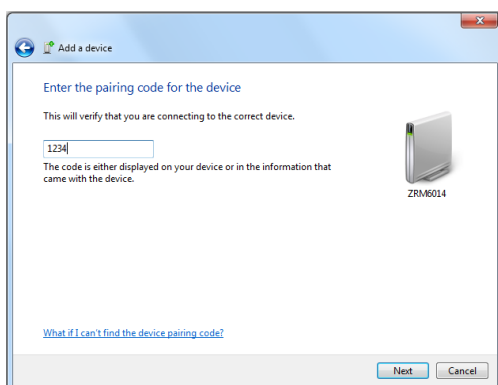 Add a device
Enter the pairing code for the device
This will verify that you are connecting to the correct device.
1234
The code is either displayed on your device or in the information that
came with the device.
ZRM6014
What if I can't find the device pairing code?
Next Cancel